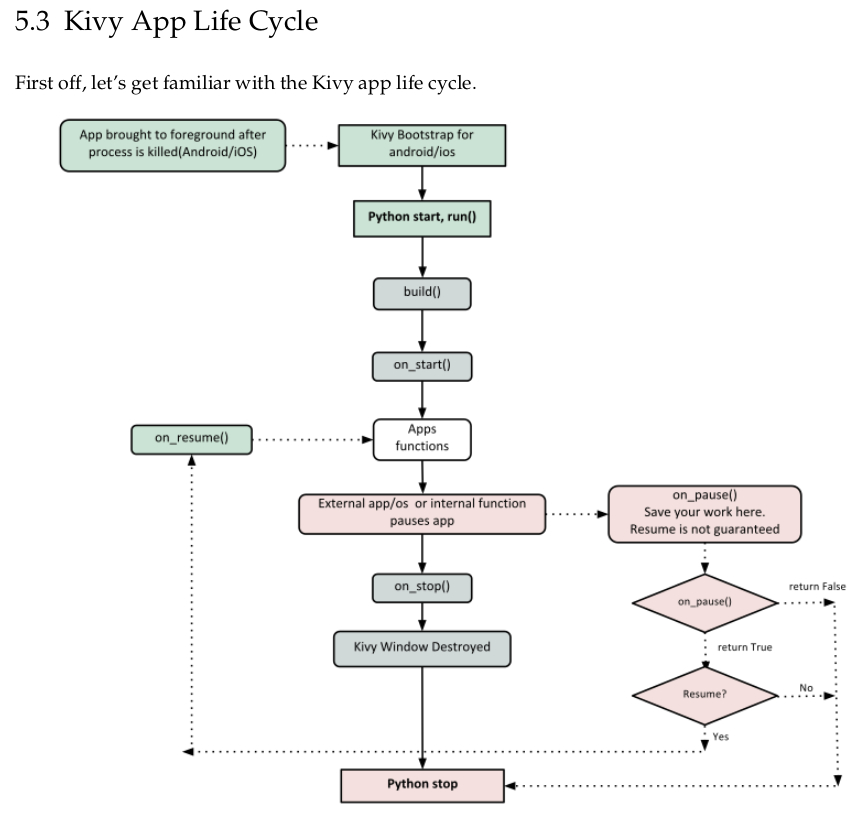 5.3 Kivy App Life Cycle
First off, let’s get familiar with the Kivy app life cycle.
App brought to foreground after
process is killed(Android/iOS)
Kivy Bootstrap for
android/ios
Python start, run()
build()
on_start()
on_resume()
Apps
functions
External app/os or internal function
pauses app
on_pause()
Save your work here.
Resume is not guaranteed
on_stop()
on_pause()
return False
Kivy Window Destroyed
return True
Resume?
No
Yes
Python stop